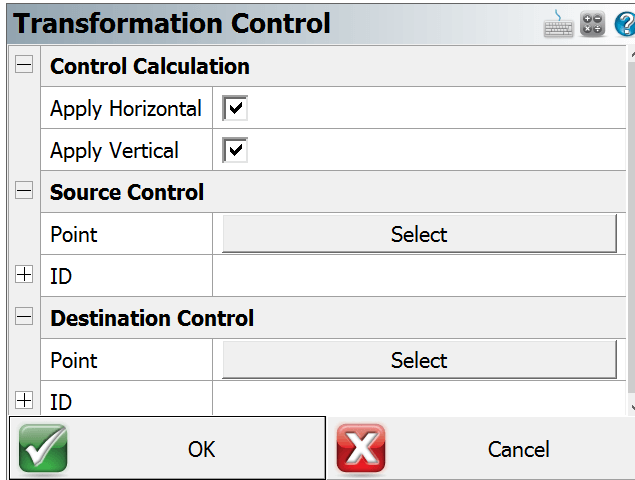 Transformation Control
Control Calculation
Apply Horizontal
Apply Vertical
Source Control
Point Select
ID
Destination Control
Point Select
ID
OK Cancel